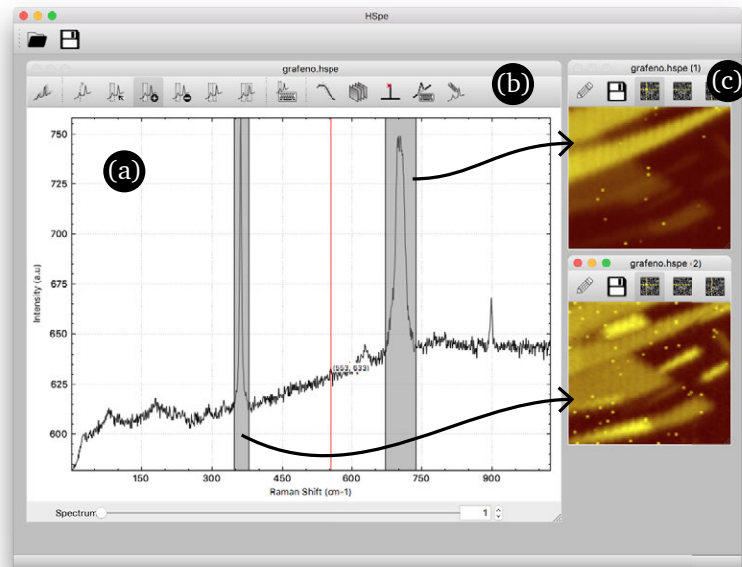 HSpe
grafeno.hspe
(b)
grafeno.hspe (1)
(c)
(a)
750
725
700
675
650
625
600
Intensity (a.u)
(553, 633)
150
300
450
600
750
900
Raman Shift (cm-1)
Spectrum
1
grafeno.hspe (2)